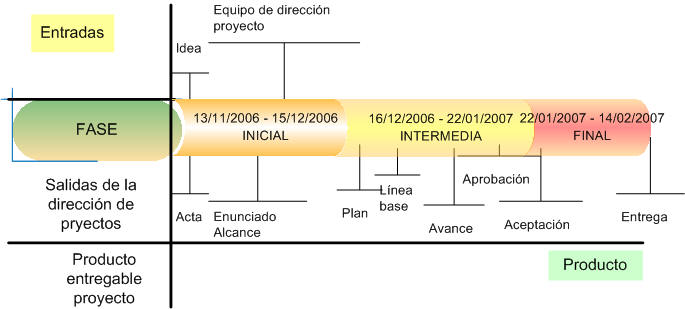 Equipo de dirección
proyecto
Entradas
Idea
FASE
13/11/2006 - 15/12/2006
INICIAL
16/12/2006 - 22/01/2007
INTERMEDIA
22/01/2007 - 14/02/2007
FINAL
Salidas de la
dirección de
pryectos
Acta
Enunciado
Alcance
Plan
Línea
base
Avance
Aprobación
Aceptación
Entrega
Producto
entregable
proyecto
Producto